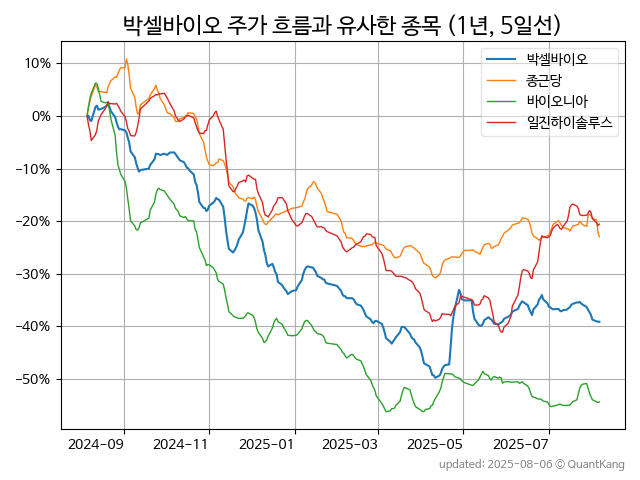 박셀바이오 주가 흐름과 유사한 종목 (1년, 5일선)
박셀바이오
종근당
바이오니아
일진하이솔루스
10%
0%
−10%
−20%
−30%
−40%
−50%
2024-09 2024-11 2025-01 2025-03 2025-05 2025-07
updated: 2025-08-06 © QuantKang